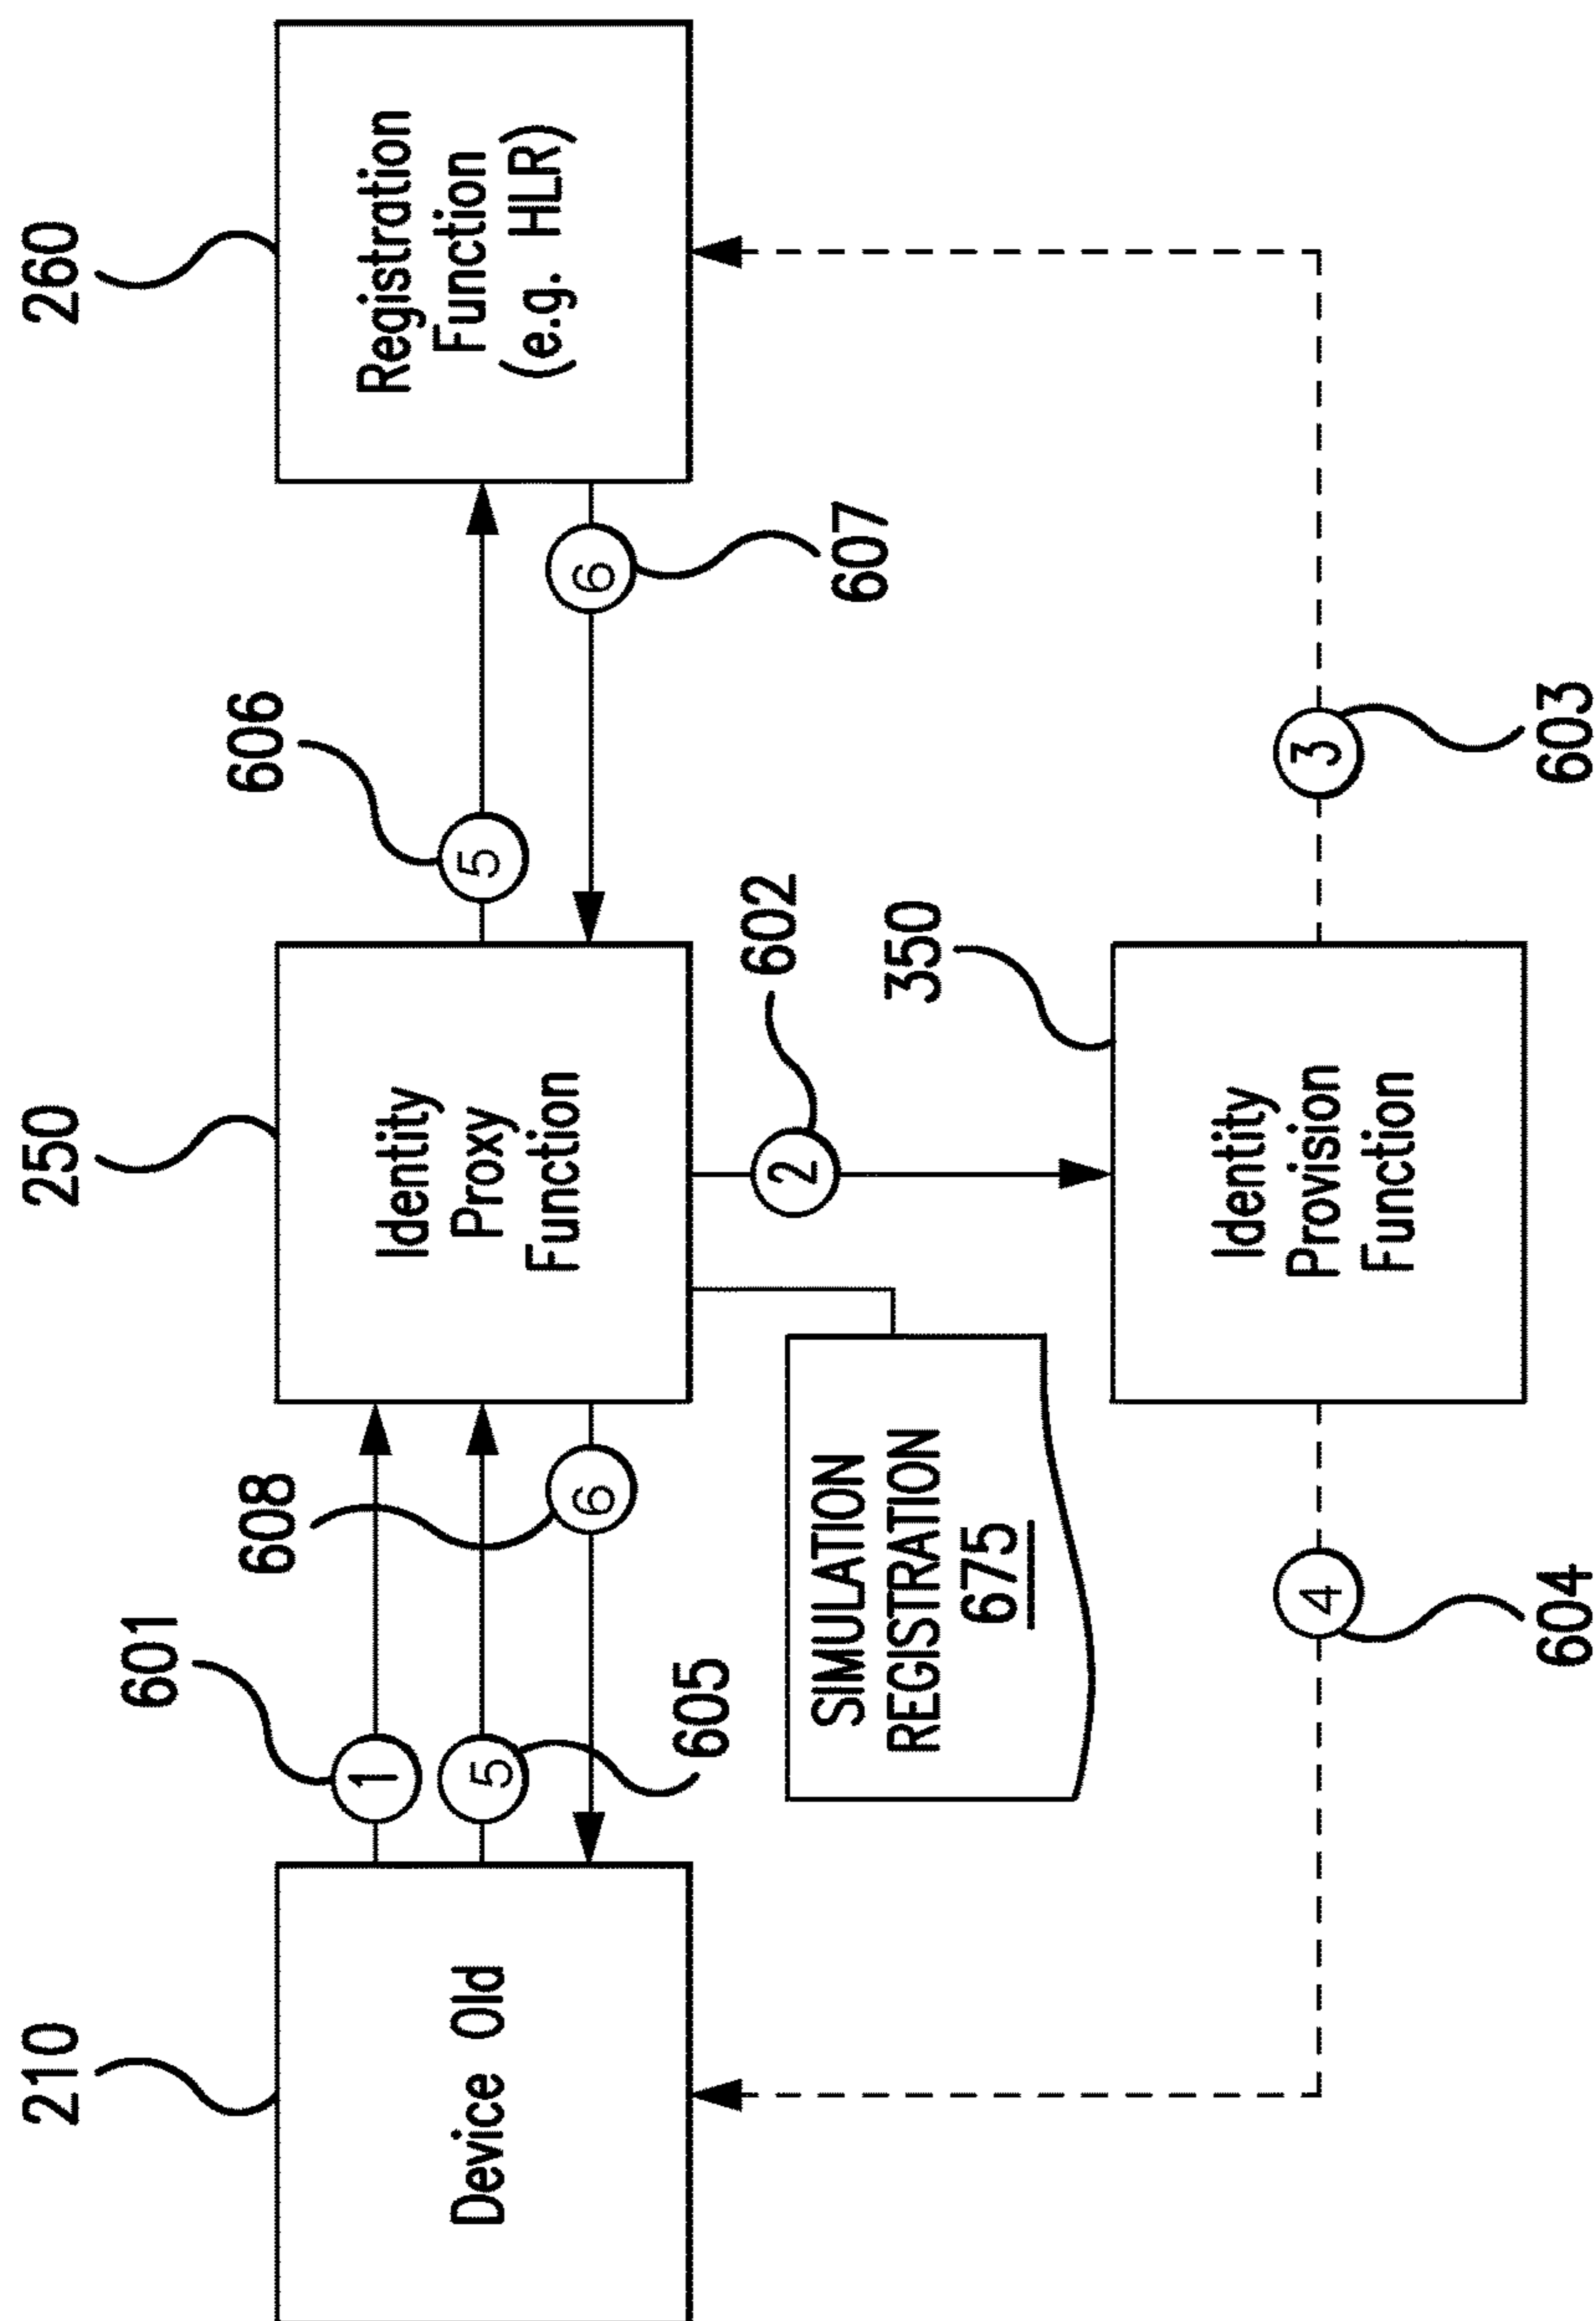 210
250
260
Device Old
Identity
Proxy
Function
Registration
Function
(e.g. HLR)
601
1
608
605
5
6
606
5
6
607
602
2
SIMULATION
REGISTRATION
675
350
Identity
Provision
Function
4
604
3
603